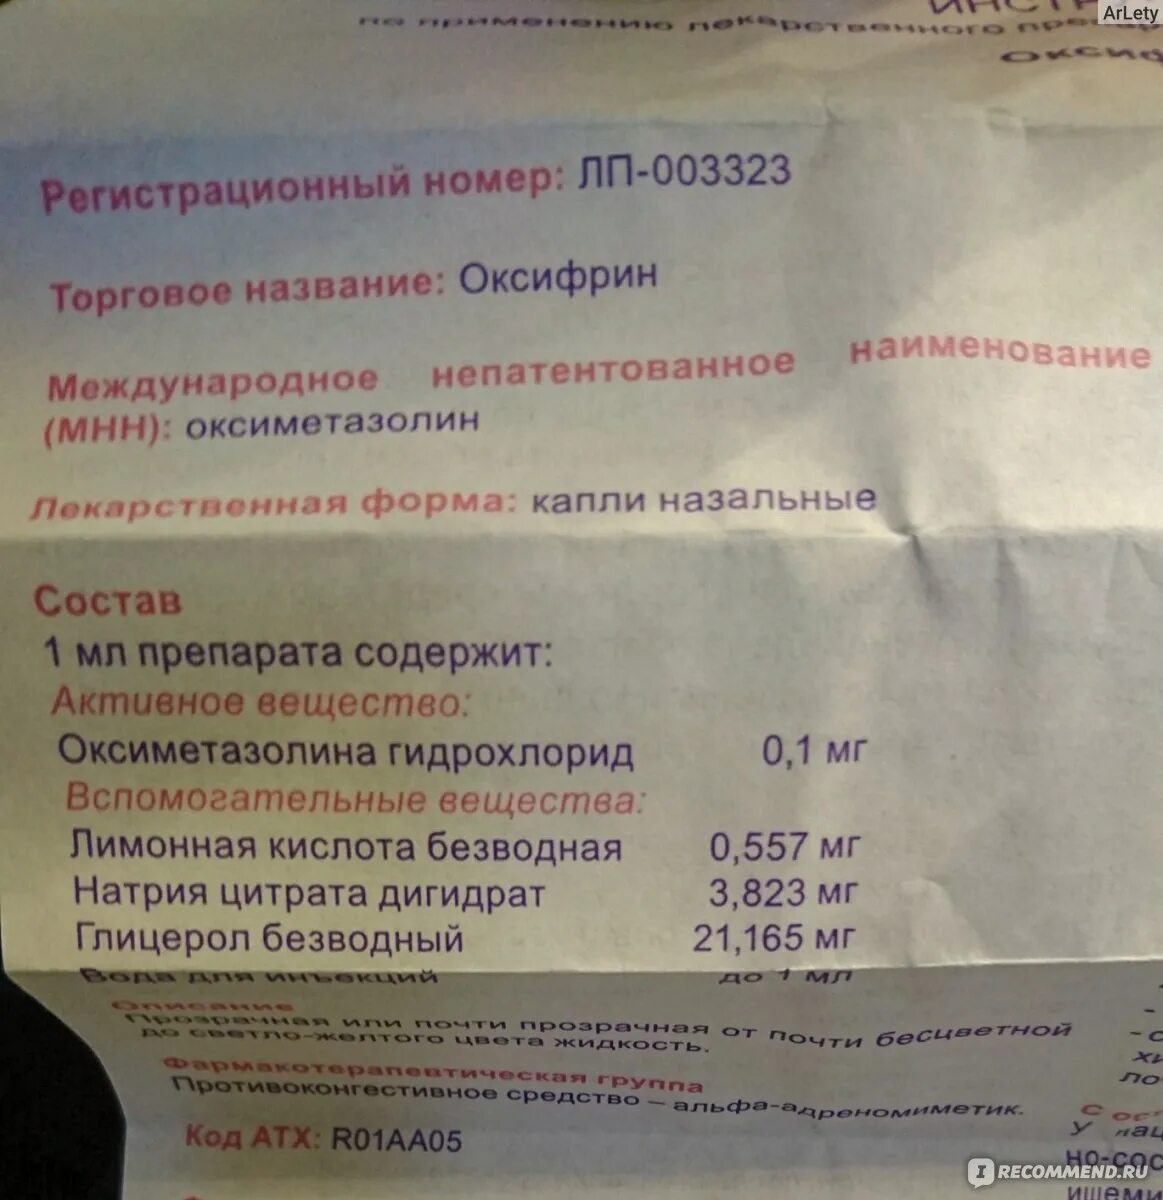 ArLety
по применению лекарственного
Регистрационный номер: ЛП-003323
Торговое название: Оксифрин
Международное непатентованное наименование
(МНН): оксиметазолин
Лекарственная форма: капли назальные
Состав
1 мл препарата содержит:
Активное вещество:
Оксиметазолина гидрохлорид 0,1 мг
Вспомогательные вещества:
Лимонная кислота безводная 0,557 мг
Натрия цитрата дигидрат 3,823 мг
Глицерол безводный 21,165 мг
Вода для инъекций до 1 мл
Описание
Прозрачная или почти прозрачная от почти бесцветной
до светло-желтого цвета жидкость.
Фармакотерапевтическая группа
Противоконгестивное средство – альфа-адреномиметик.
Код АТХ: R01AA05
IRECOMMEND.RU